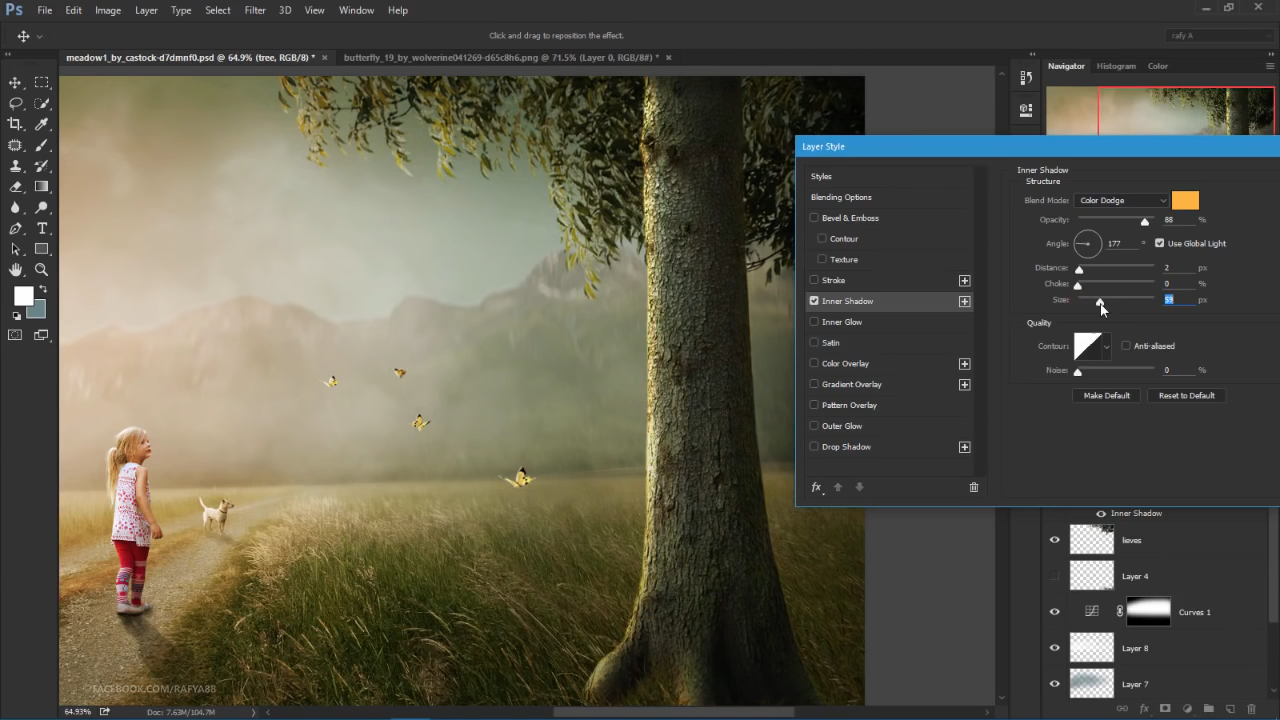 Ps File Edit Image Layer Type Select Filter 3D View Window Help
Click and drag to reposition the effect.
rafy A
meadow1_by_castock-d7dmnf0.psd @ 64.9% (tree, RGB/8) * ×
butterfly_19_by_wolverine041269-d65c8h6.png @ 71.5% (Layer 0, RGB/8#) * ×
Navigator Histogram Color
Layer Style
Styles
Blending Options
Bevel & Emboss
Contour
Texture
Stroke
Inner Shadow
Inner Glow
Satin
Color Overlay
Gradient Overlay
Pattern Overlay
Outer Glow
Drop Shadow
fx
Inner Shadow
Structure
Blend Mode: Color Dodge
Opacity: 88 %
Angle: 177 ° Use Global Light
Distance: 2 px
Choke: 0 %
Size: 59 px
Quality
Contour: Anti-aliased
Noise: 0 %
Make Default Reset to Default
Inner Shadow
lieves
Layer 4
Curves 1
Layer 8
Layer 7
fx
©FACEBOOK.COM/RAFYA88
64.93% Doc: 7.63M/104.7M